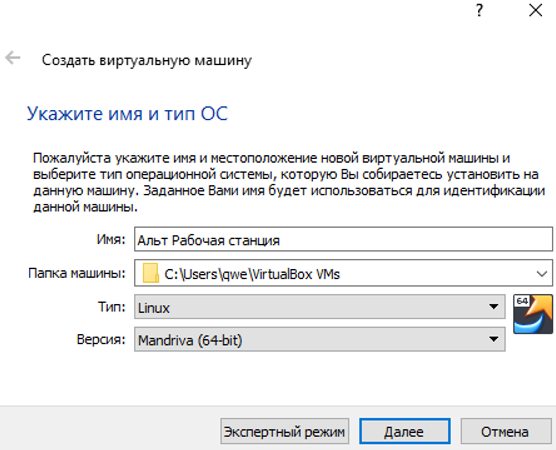 ?
Создать виртуальную машину
Укажите имя и тип ОС
Пожалуйста укажите имя и местоположение новой виртуальной машины и
выберите тип операционной системы, которую Вы собираетесь установить на
данную машину. Заданное Вами имя будет использоваться для идентификации
данной машины.
Имя: Альт Рабочая станция
Папка машины: C:\Users\qwe\VirtualBox VMs
Тип: Linux
64
Версия: Mandriva (64-bit)
Экспертный режим Далее Отмена